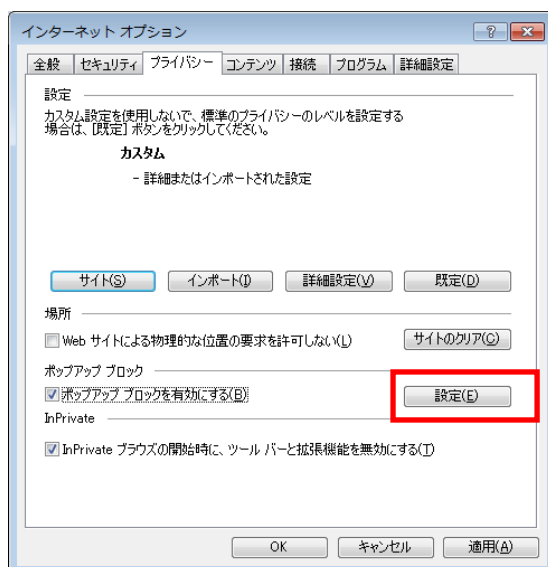 インターネット オプション
全般 セキュリティ プライバシー コンテンツ 接続 プログラム 詳細設定
設定
カスタム設定を使用しないで、標準のプライバシーのレベルを設定する
場合は、[既定] ボタンをクリックしてください。
カスタム
- 詳細またはインポートされた設定
サイト(S) インポート(I) 詳細設定(V) 既定(D)
場所
Web サイトによる物理的な位置の要求を許可しない(L) サイトのクリア(C)
ポップアップ ブロック
ポップアップ ブロックを有効にする(B) 設定(E)
InPrivate
InPrivate ブラウズの開始時に、ツール バーと拡張機能を無効にする(T)
OK キャンセル 適用(A)